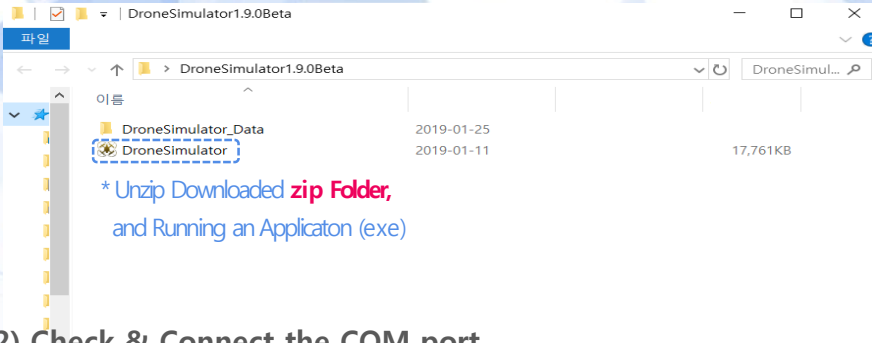 DroneSimulator1.9.0Beta
파일
DroneSimulator1.9.0Beta
DroneSimul...
이름
DroneSimulator_Data 2019-01-25
DroneSimulator 2019-01-11 17,761KB
* Unzip Downloaded zip Folder,
and Running an Applicaton (exe)
2) Check & Connect the COM port